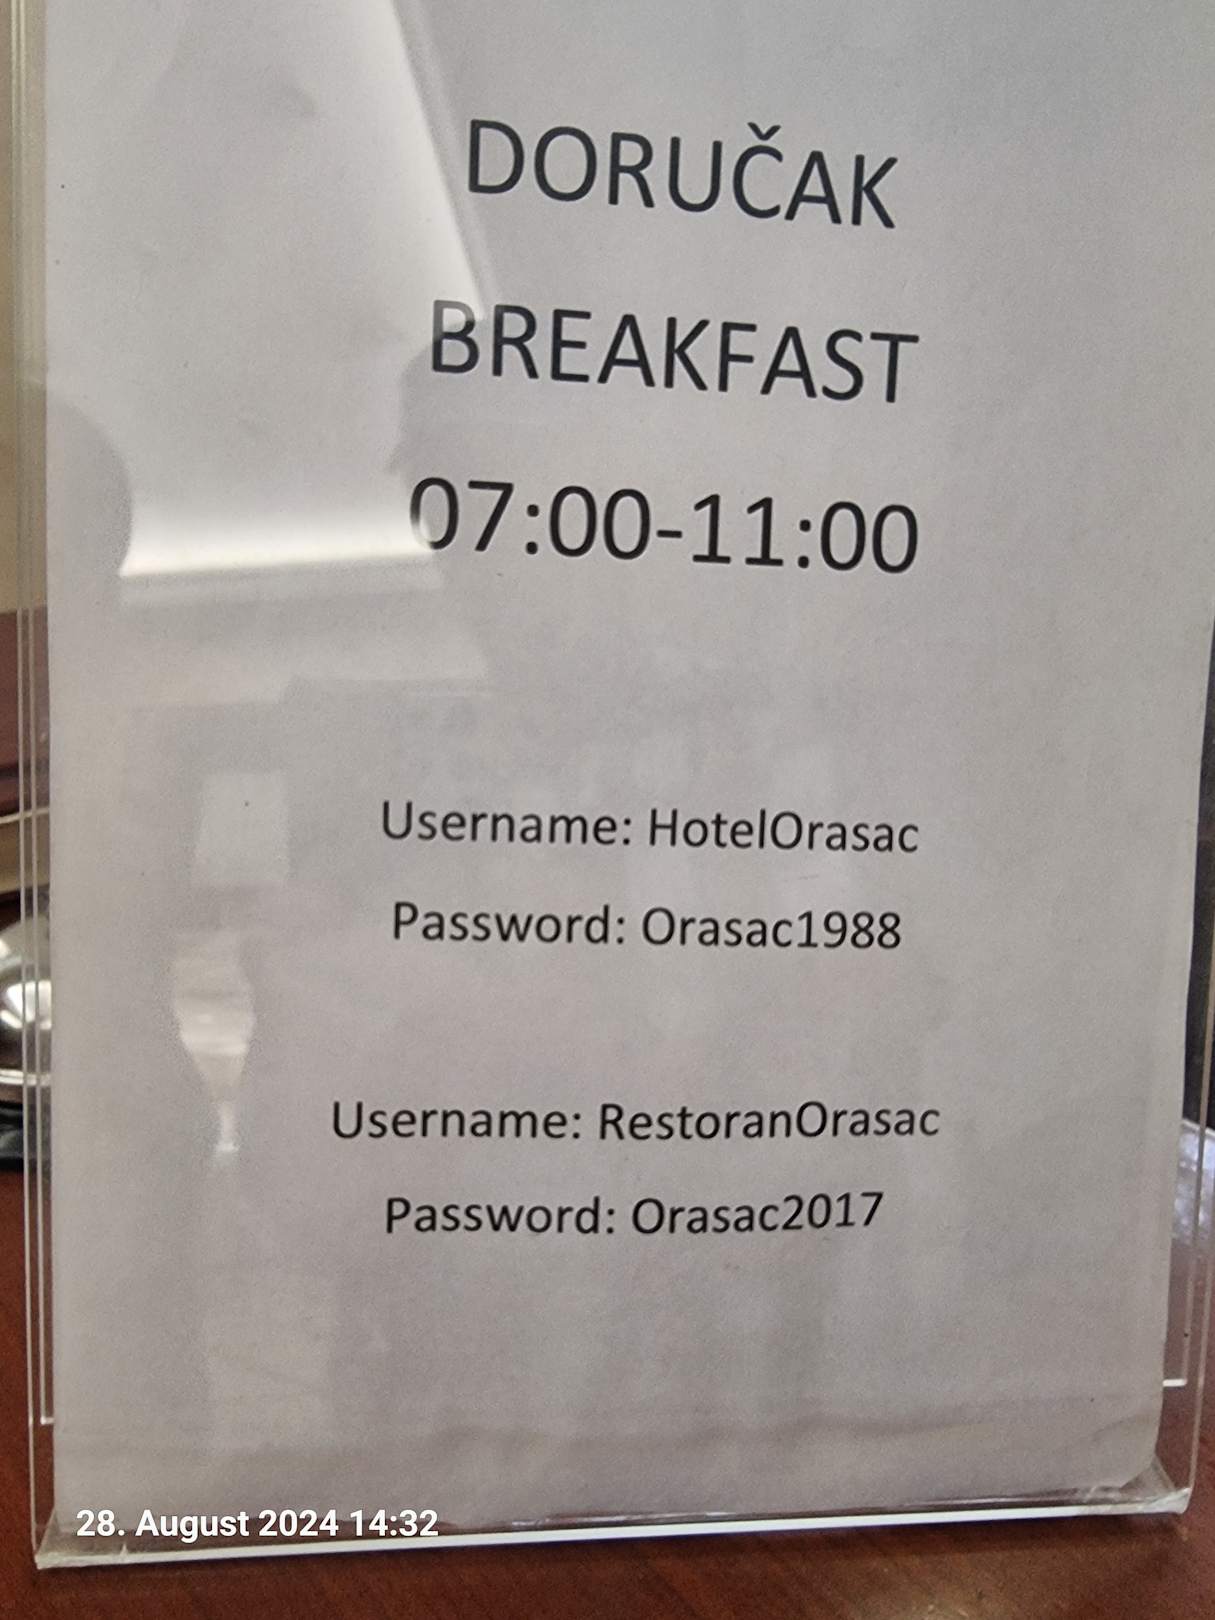 DORUČAK
BREAKFAST
07:00-11:00
Username: HotelOrasac
Password: Orasac1988
Username: RestoranOrasac
Password: Orasac2017
28. August 2024 14:32